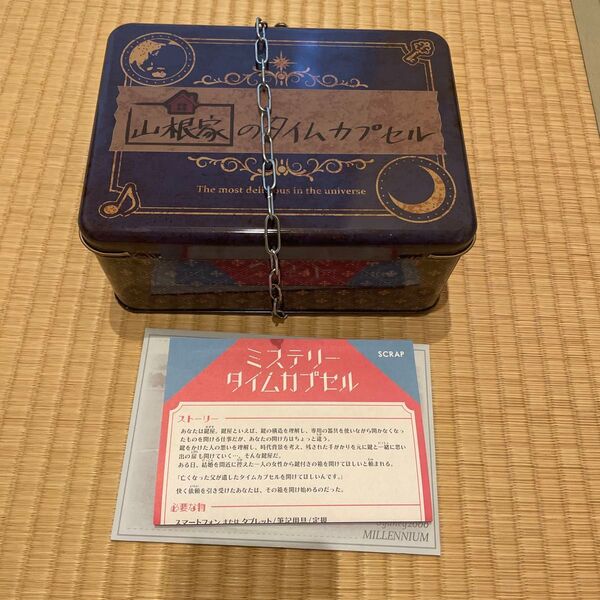 山根家のタイムカプセル
The most delicious in the universe
ミステリー
タイムカプセル
SCRAP
ストーリー
あなたは鍵屋。鍵屋といえば、鍵の構造を理解し、専用の器具を使いながら開かなくなっ
たものを開ける仕事だが、あなたの開け方はちょっと違う。
鍵をかけた人の想いを理解し、時代背景を考え、残された手がかりを元に鍵と一緒に思い
出の扉も開けていく…。そんな鍵屋だ。
ある日、結婚を間近に控えた一人の女性から鍵付きの箱を開けてほしいと頼まれる。
「亡くなった父が遺したタイムカプセルを開けてほしいんです。」
快く依頼を引き受けたあなたは、その箱を開け始めるのだった。
必要な物
スマートフォンまたはタブレット/筆記用具/定規
MILLENNIUM